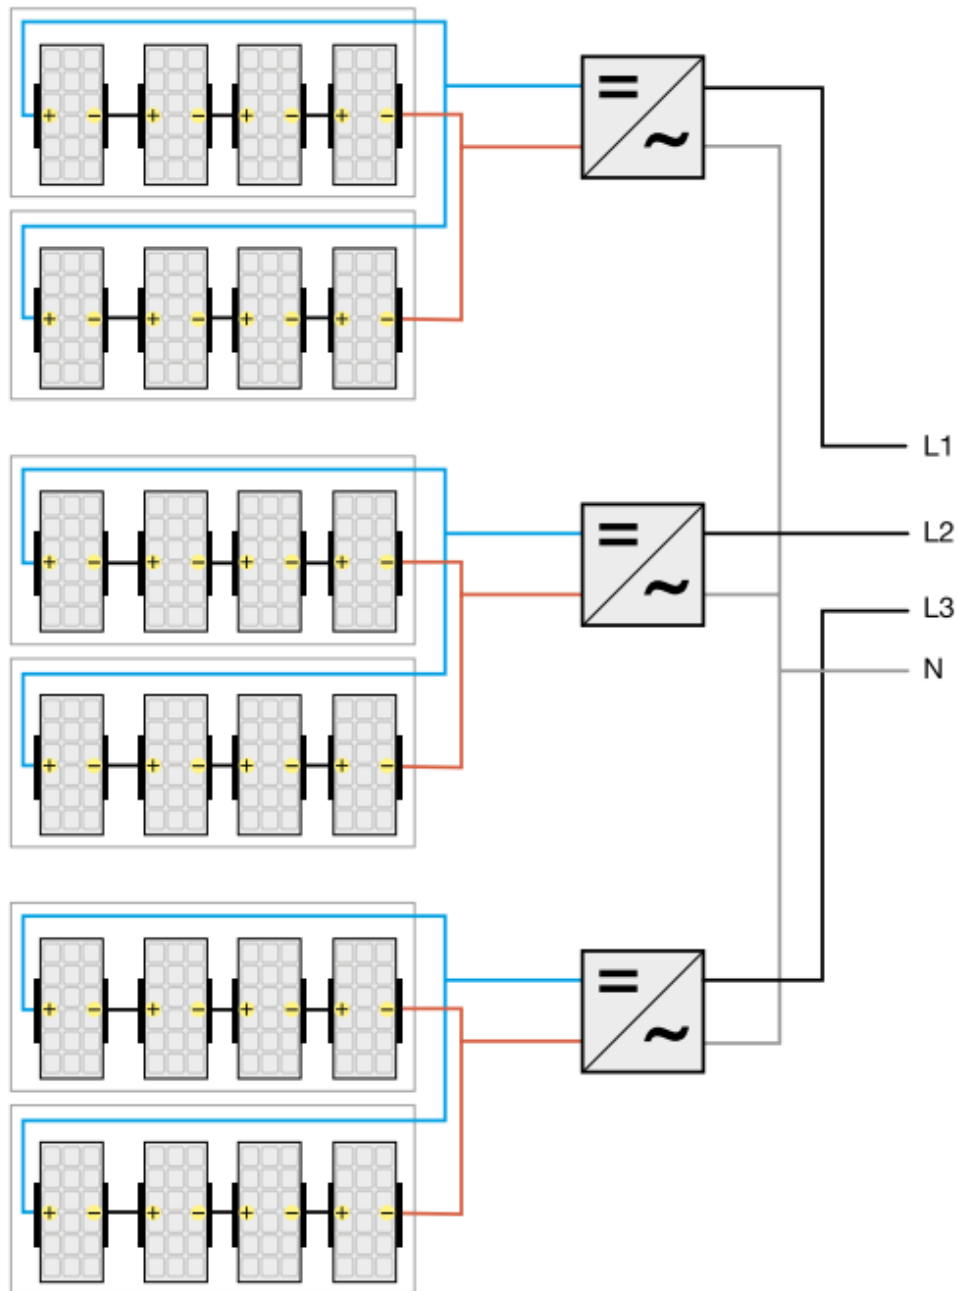 + − + − + − + −
=
~
+ − + − + − + −
L1
+ − + − + − + −
=
~
L2
L3
N
+ − + − + − + −
+ − + − + − + −
=
~
+ − + − + − + −